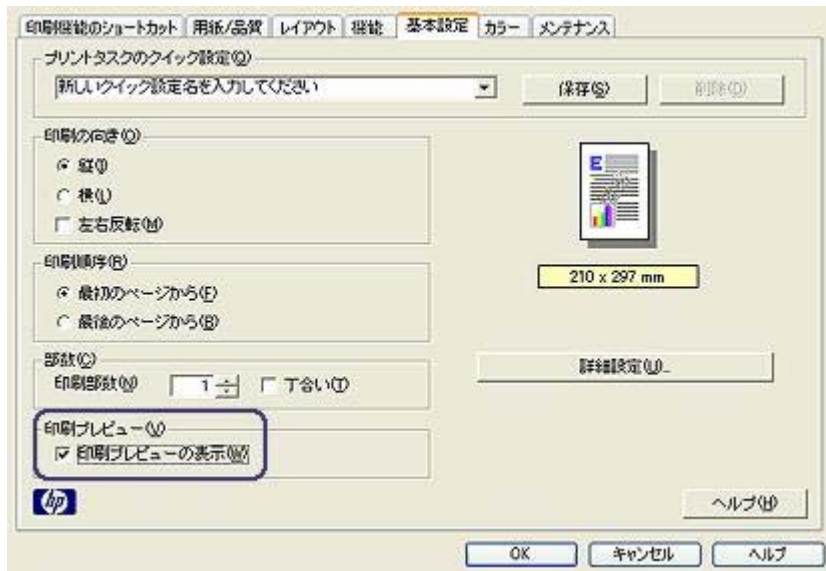 印刷機能のショートカット 用紙/品質 レイアウト 機能 基本設定 カラー メンテナンス
プリントタスクのクイック設定(Q)
新しいクイック設定名を入力してください 保存(S) 削除(D)
印刷の向き(O)
縦(I)
横(L)
左右反転(M)
E
210 x 297 mm
印刷順序(R)
最初のページから(F)
最後のページから(B)
部数(C)
印刷部数(N) 1 丁合い(T)
詳細設定(U)...
印刷プレビュー(V)
印刷プレビューの表示(W)
hp
ヘルプ(H)
OK キャンセル ヘルプ